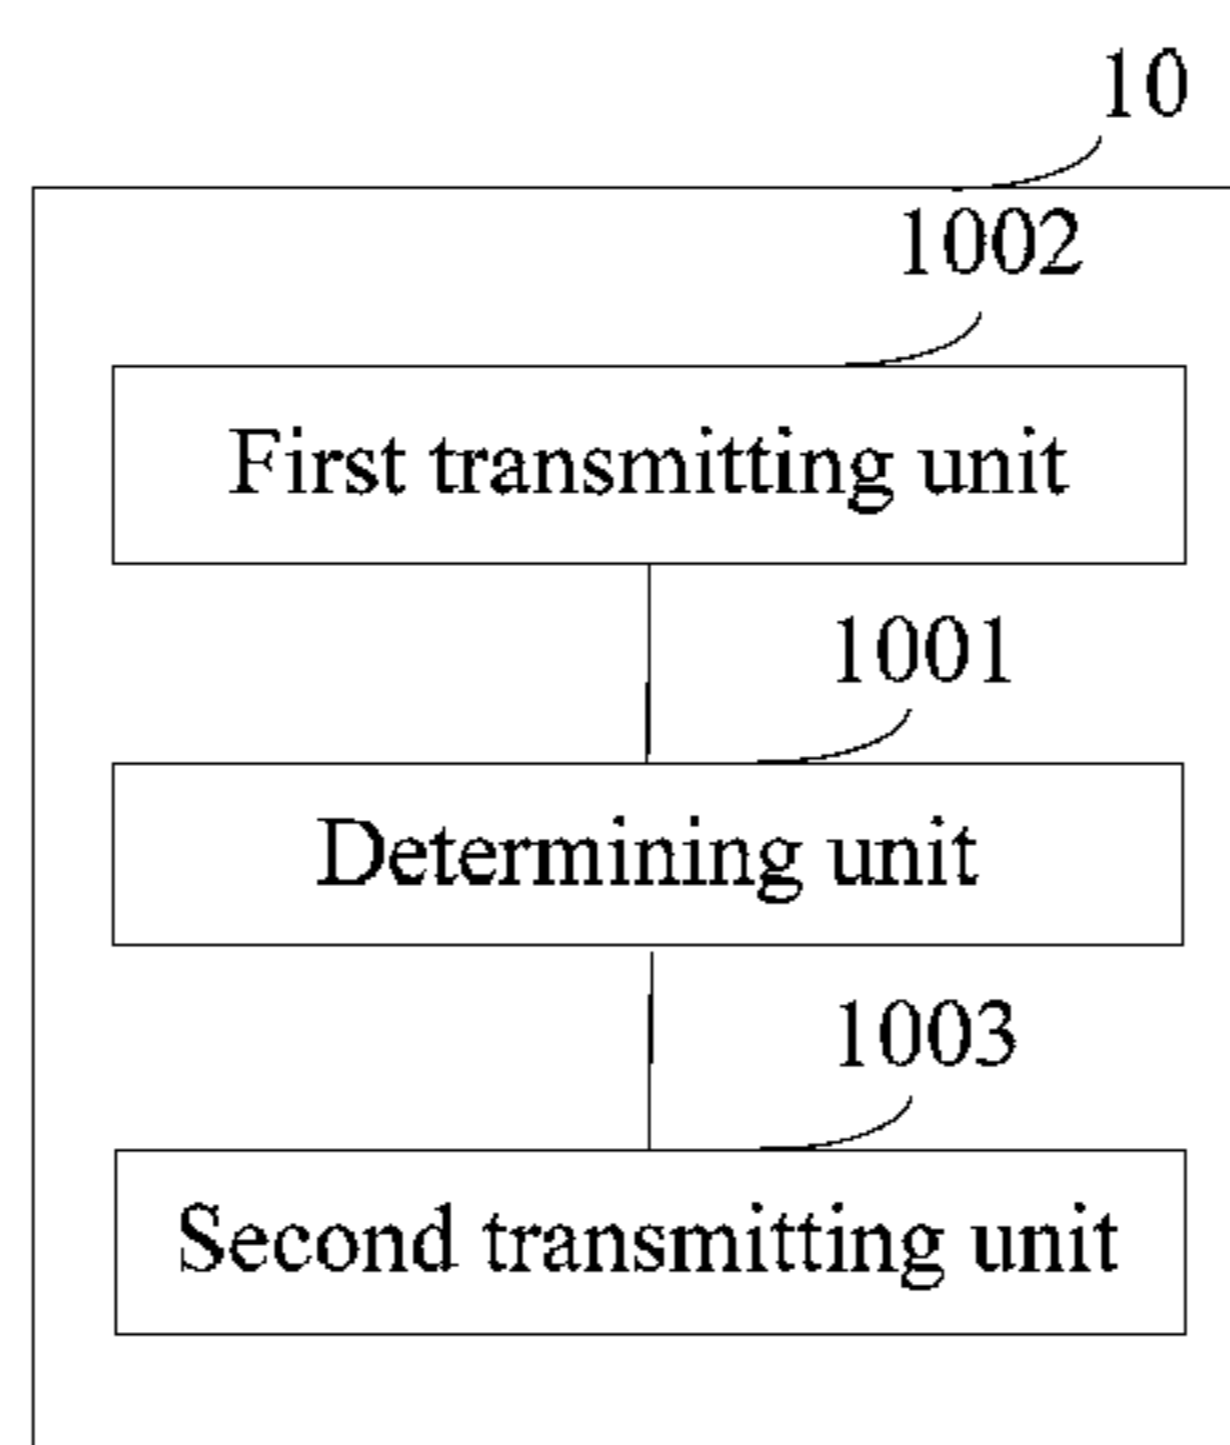 10
1002
First transmitting unit
1001
Determining unit
1003
Second transmitting unit